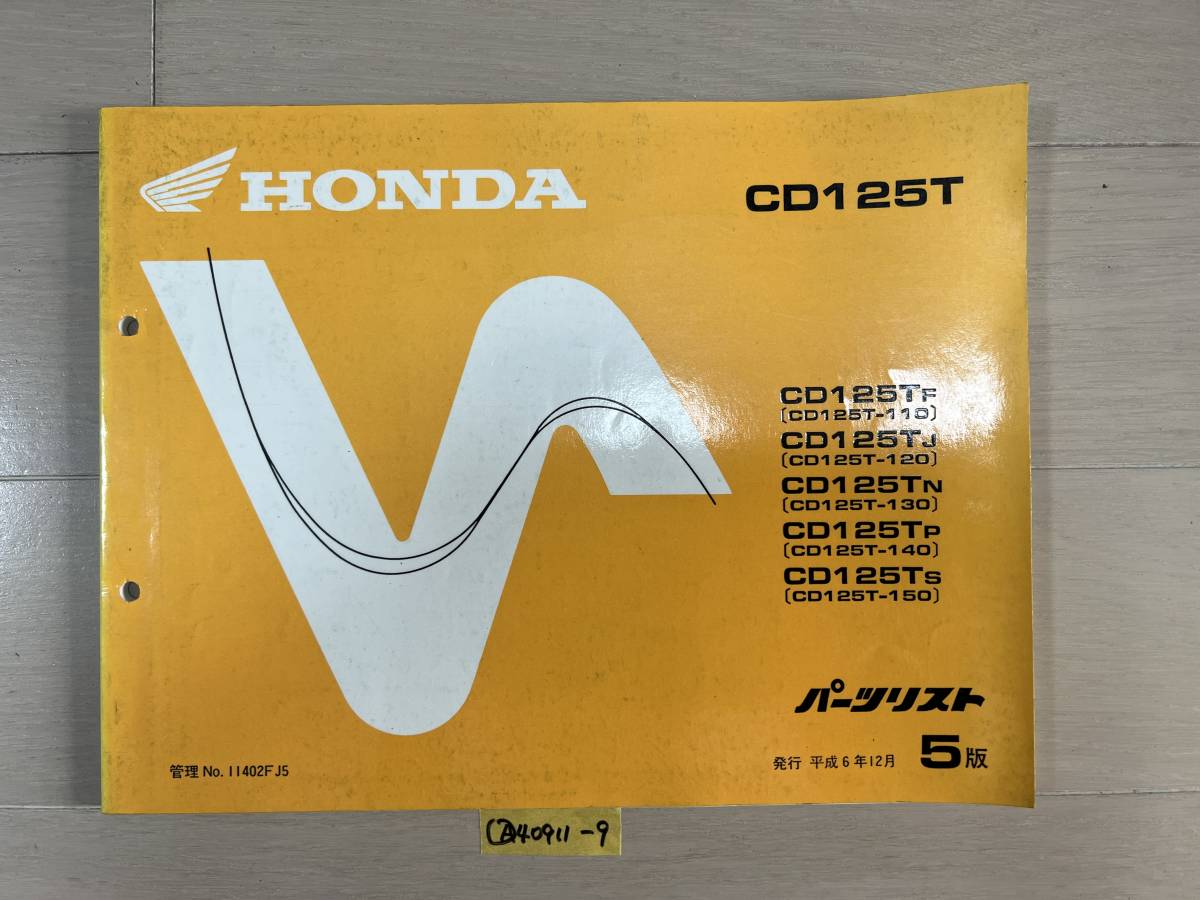 HONDA
CD125T
CD125TF
(CD125T-110)
CD125TJ
(CD125T-120)
CD125TN
(CD125T-130)
CD125TP
(CD125T-140)
CD125TS
(CD125T-150)
パーツリスト
発行 平成6年12月 5版
管理 No. 11402FJ5
40911-9